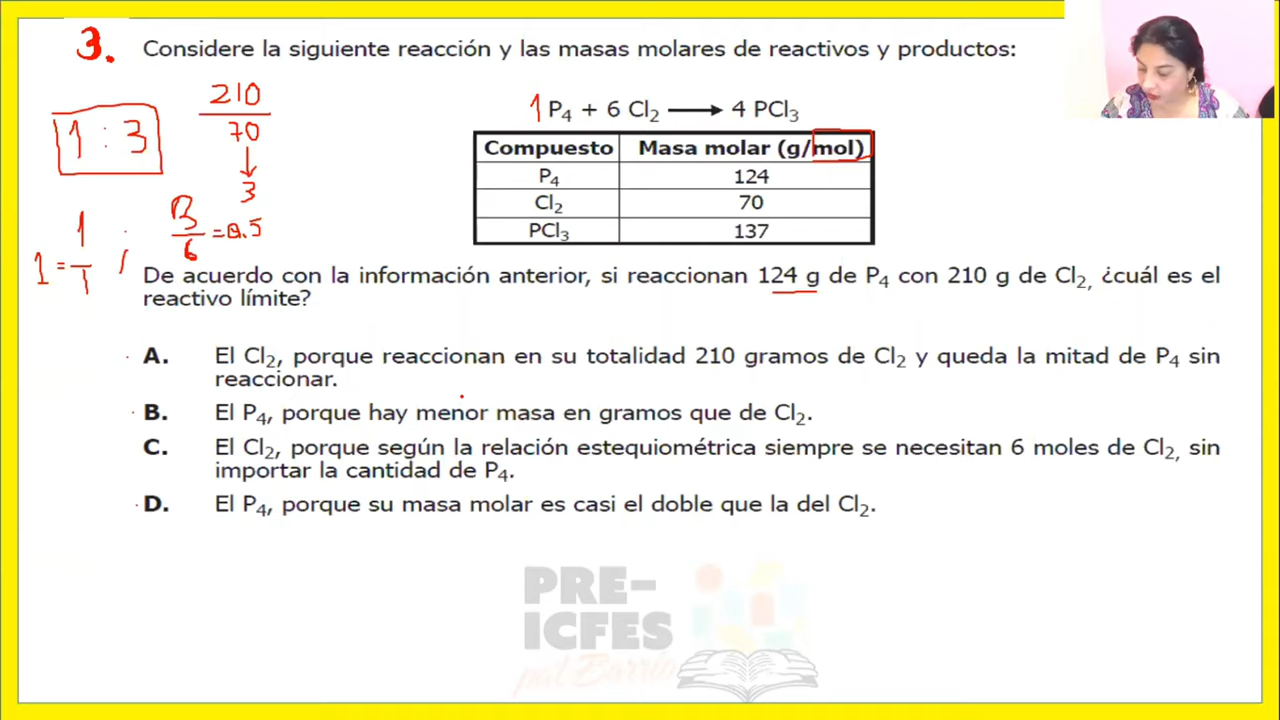 3.
Considere la siguiente reacción y las masas molares de reactivos y productos:
210
70
3
1 : 3
1 P₄ + 6 Cl₂ ⟶ 4 PCl₃
Compuesto Masa molar (g/mol)
P₄ 124
Cl₂ 70
PCl₃ 137
1 = 1/1 ; 3/6 = 0.5
De acuerdo con la información anterior, si reaccionan 124 g de P₄ con 210 g de Cl₂, ¿cuál es el
reactivo límite?
A. El Cl₂, porque reaccionan en su totalidad 210 gramos de Cl₂ y queda la mitad de P₄ sin
reaccionar.
B. El P₄, porque hay menor masa en gramos que de Cl₂.
C. El Cl₂, porque según la relación estequiométrica siempre se necesitan 6 moles de Cl₂, sin
importar la cantidad de P₄.
D. El P₄, porque su masa molar es casi el doble que la del Cl₂.
PRE-
ICFES
pal Barrio